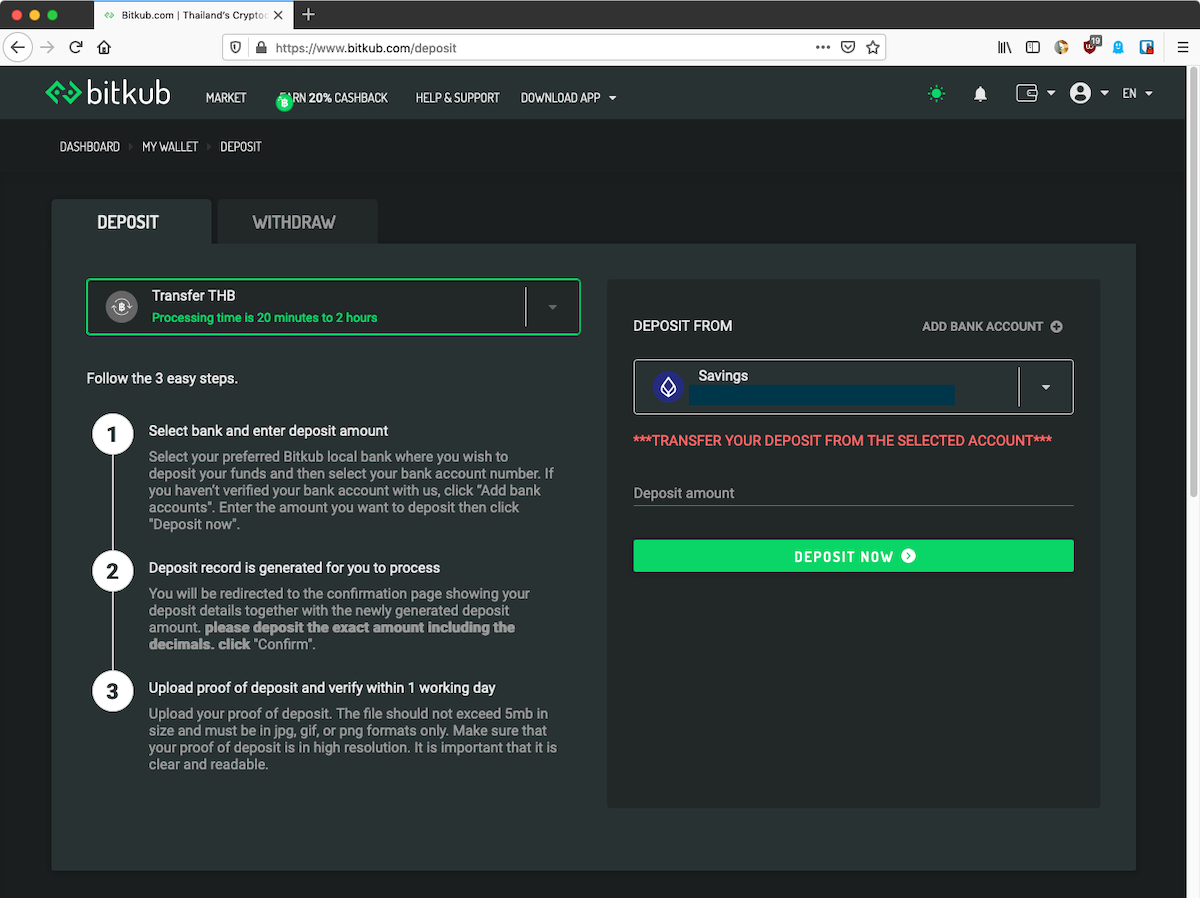 Bitkub.com | Thailand's Crypto
19
https://www.bitkub.com/deposit
bitkub
MARKET
EARN 20% CASHBACK
HELP & SUPPORT
DOWNLOAD APP
EN
DASHBOARD
MY WALLET
DEPOSIT
DEPOSIT
WITHDRAW
Transfer THB
Processing time is 20 minutes to 2 hours
Follow the 3 easy steps.
1
Select bank and enter deposit amount
Select your preferred Bitkub local bank where you wish to
deposit your funds and then select your bank account number. If
you haven't verified your bank account with us, click "Add bank
accounts". Enter the amount you want to deposit then click
"Deposit now".
2
Deposit record is generated for you to process
You will be redirected to the confirmation page showing your
deposit details together with the newly generated deposit
amount. please deposit the exact amount including the
decimals. click "Confirm".
3
Upload proof of deposit and verify within 1 working day
Upload your proof of deposit. The file should not exceed 5mb in
size and must be in jpg, gif, or png formats only. Make sure that
your proof of deposit is in high resolution. It is important that it is
clear and readable.
DEPOSIT FROM
ADD BANK ACCOUNT
Savings
***TRANSFER YOUR DEPOSIT FROM THE SELECTED ACCOUNT***
Deposit amount
DEPOSIT NOW